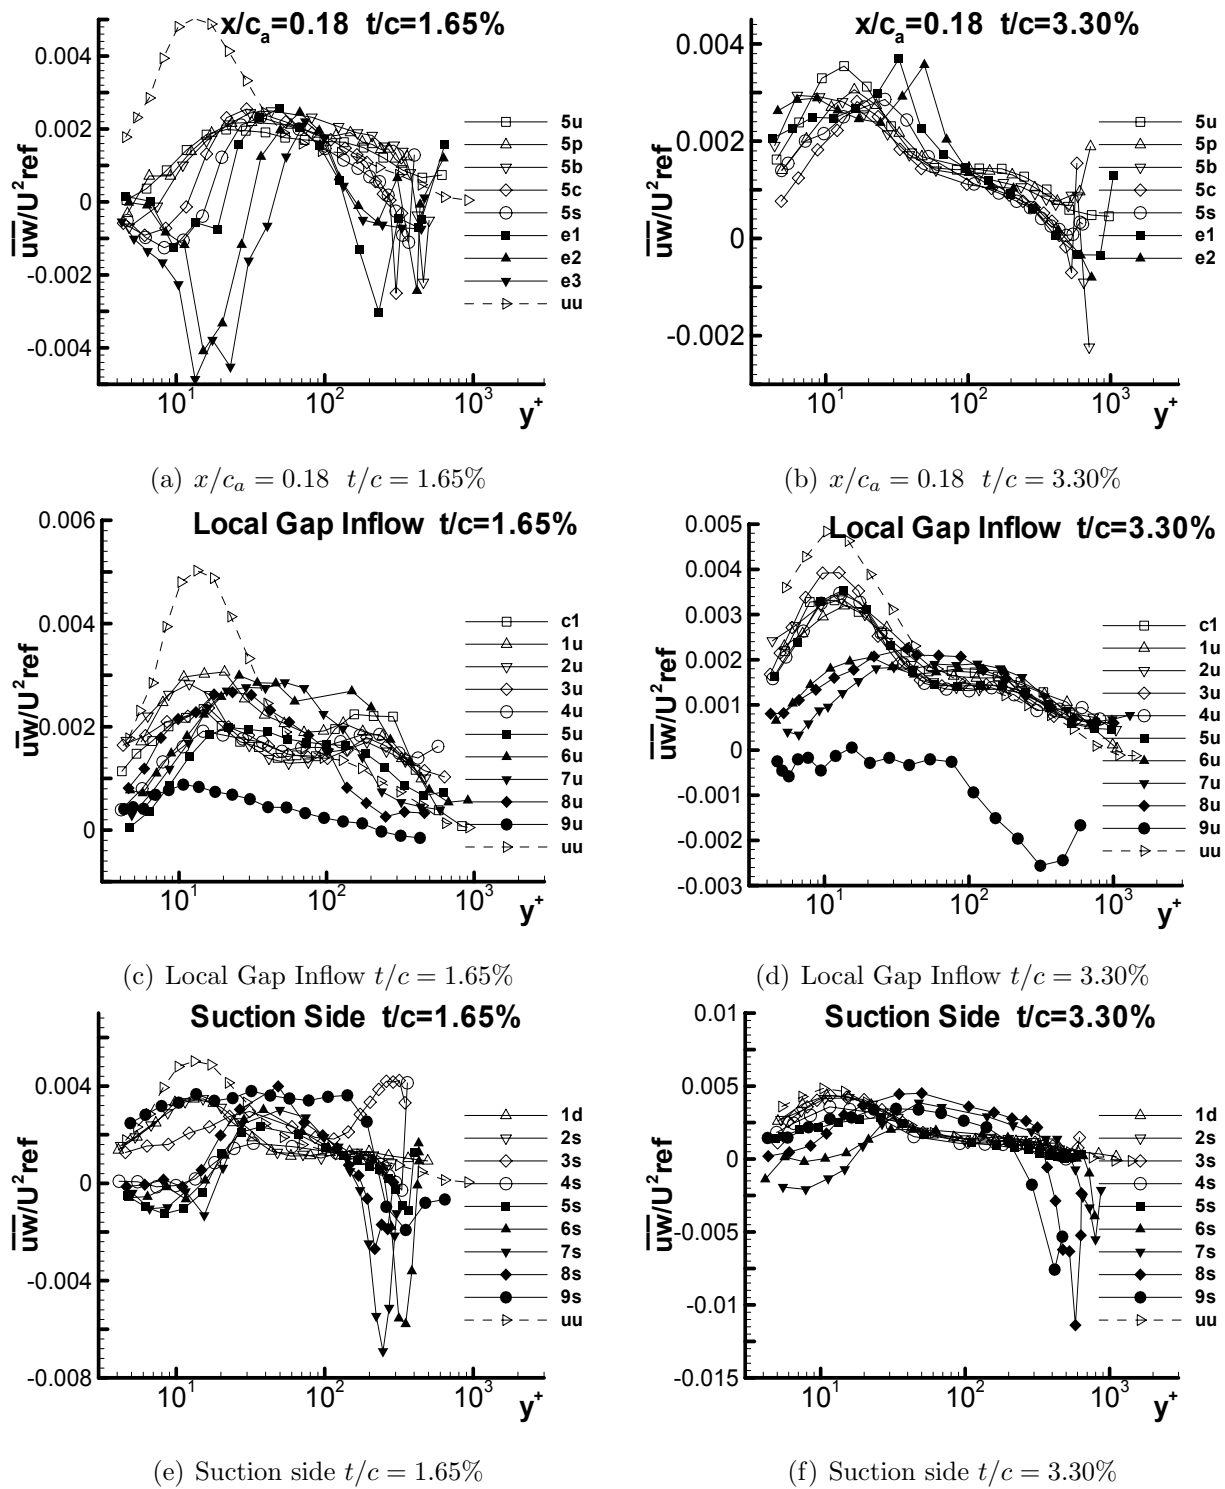 x/ca=0.18 t/c=1.65%
0.004
0.002
0
-0.002
-0.004
uw/U²ref
10¹
10²
10³
y⁺
5u
5p
5b
5c
5s
e1
e2
e3
uu
x/ca=0.18 t/c=3.30%
0.004
0.002
0
-0.002
uw/U²ref
10¹
10²
10³
y⁺
5u
5p
5b
5c
5s
e1
e2
(a) x/ca = 0.18 t/c = 1.65%
(b) x/ca = 0.18 t/c = 3.30%
Local Gap Inflow t/c=1.65%
0.006
0.004
0.002
0
uw/U²ref
10¹
10²
10³
y⁺
c1
1u
2u
3u
4u
5u
6u
7u
8u
9u
uu
Local Gap Inflow t/c=3.30%
0.005
0.004
0.003
0.002
0.001
0
-0.001
-0.002
-0.003
uw/U²ref
10¹
10²
10³
y⁺
c1
1u
2u
3u
4u
5u
6u
7u
8u
9u
uu
(c) Local Gap Inflow t/c = 1.65%
(d) Local Gap Inflow t/c = 3.30%
Suction Side t/c=1.65%
0.004
0
-0.004
-0.008
uw/U²ref
10¹
10²
10³
y⁺
1d
2s
3s
4s
5s
6s
7s
8s
9s
uu
Suction Side t/c=3.30%
0.01
0.005
0
-0.005
-0.01
-0.015
uw/U²ref
10¹
10²
10³
y⁺
1d
2s
3s
4s
5s
6s
7s
8s
9s
uu
(e) Suction side t/c = 1.65%
(f) Suction side t/c = 3.30%